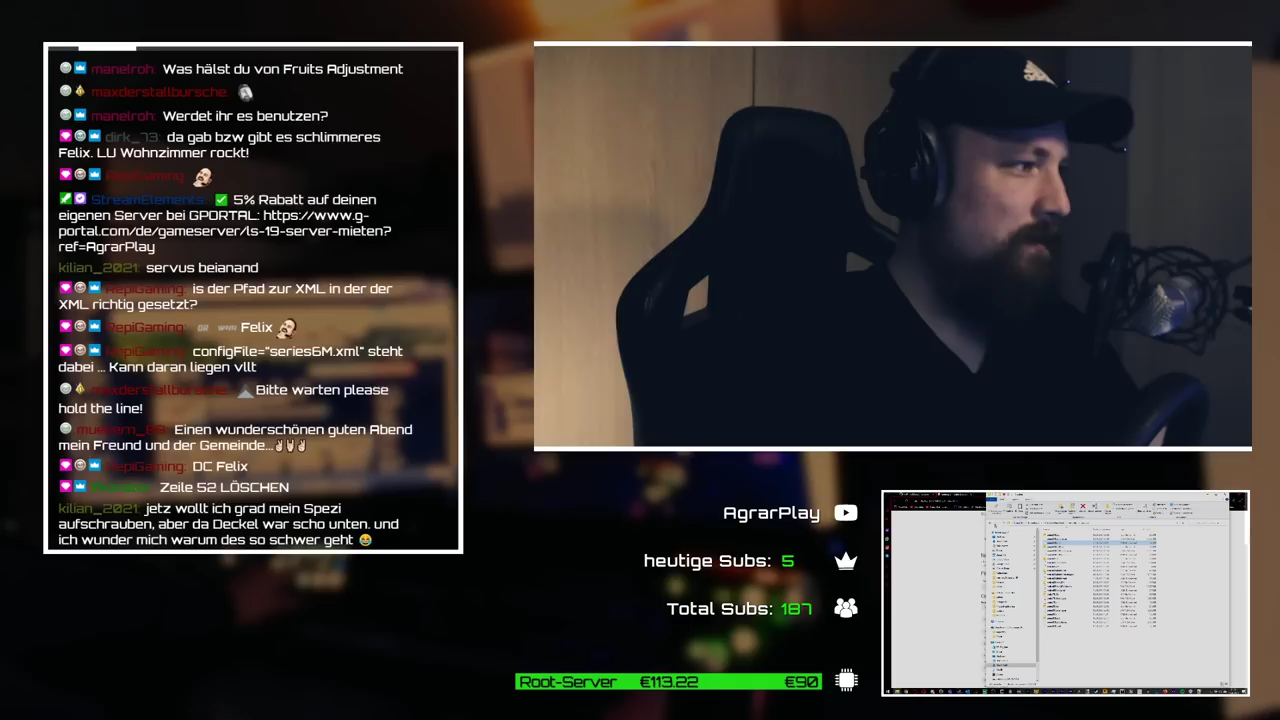 manelroh: Was hälst du von Fruits Adjustment
maxderstallbursche:
manelroh: Werdet ihr es benutzen?
dirk_73: da gab bzw gibt es schlimmeres
Felix. LU Wohnzimmer rockt!
RepiGaming:
StreamElements: ✅ 5% Rabatt auf deinen
eigenen Server bei GPORTAL: https://www.g-
portal.com/de/gameserver/ls-19-server-mieten?
ref=AgrarPlay
kilian_2021: servus beianand
RepiGaming: is der Pfad zur XML in der der
XML richtig gesetzt?
RepiGaming: Felix
RepiGaming: configFile="series6M.xml" steht
dabei ... Kann daran liegen vllt
maxderstallbursche: Bitte warten please
hold the line!
Einen wunderschönen guten Abend
mein Freund und der Gemeinde...✌🏻🤘🏻✌🏻
RepiGaming: DC Felix
Zeile 52 LÖSCHEN
kilian_2021: jetz wollt ich grad mein Spezi
aufschrauben, aber da Deckel war scho unten und
ich wunder mich warum des so schwer geht 😂
AgrarPlay
heutige Subs: 5
Total Subs: 187
Root-Server €113.22 €90